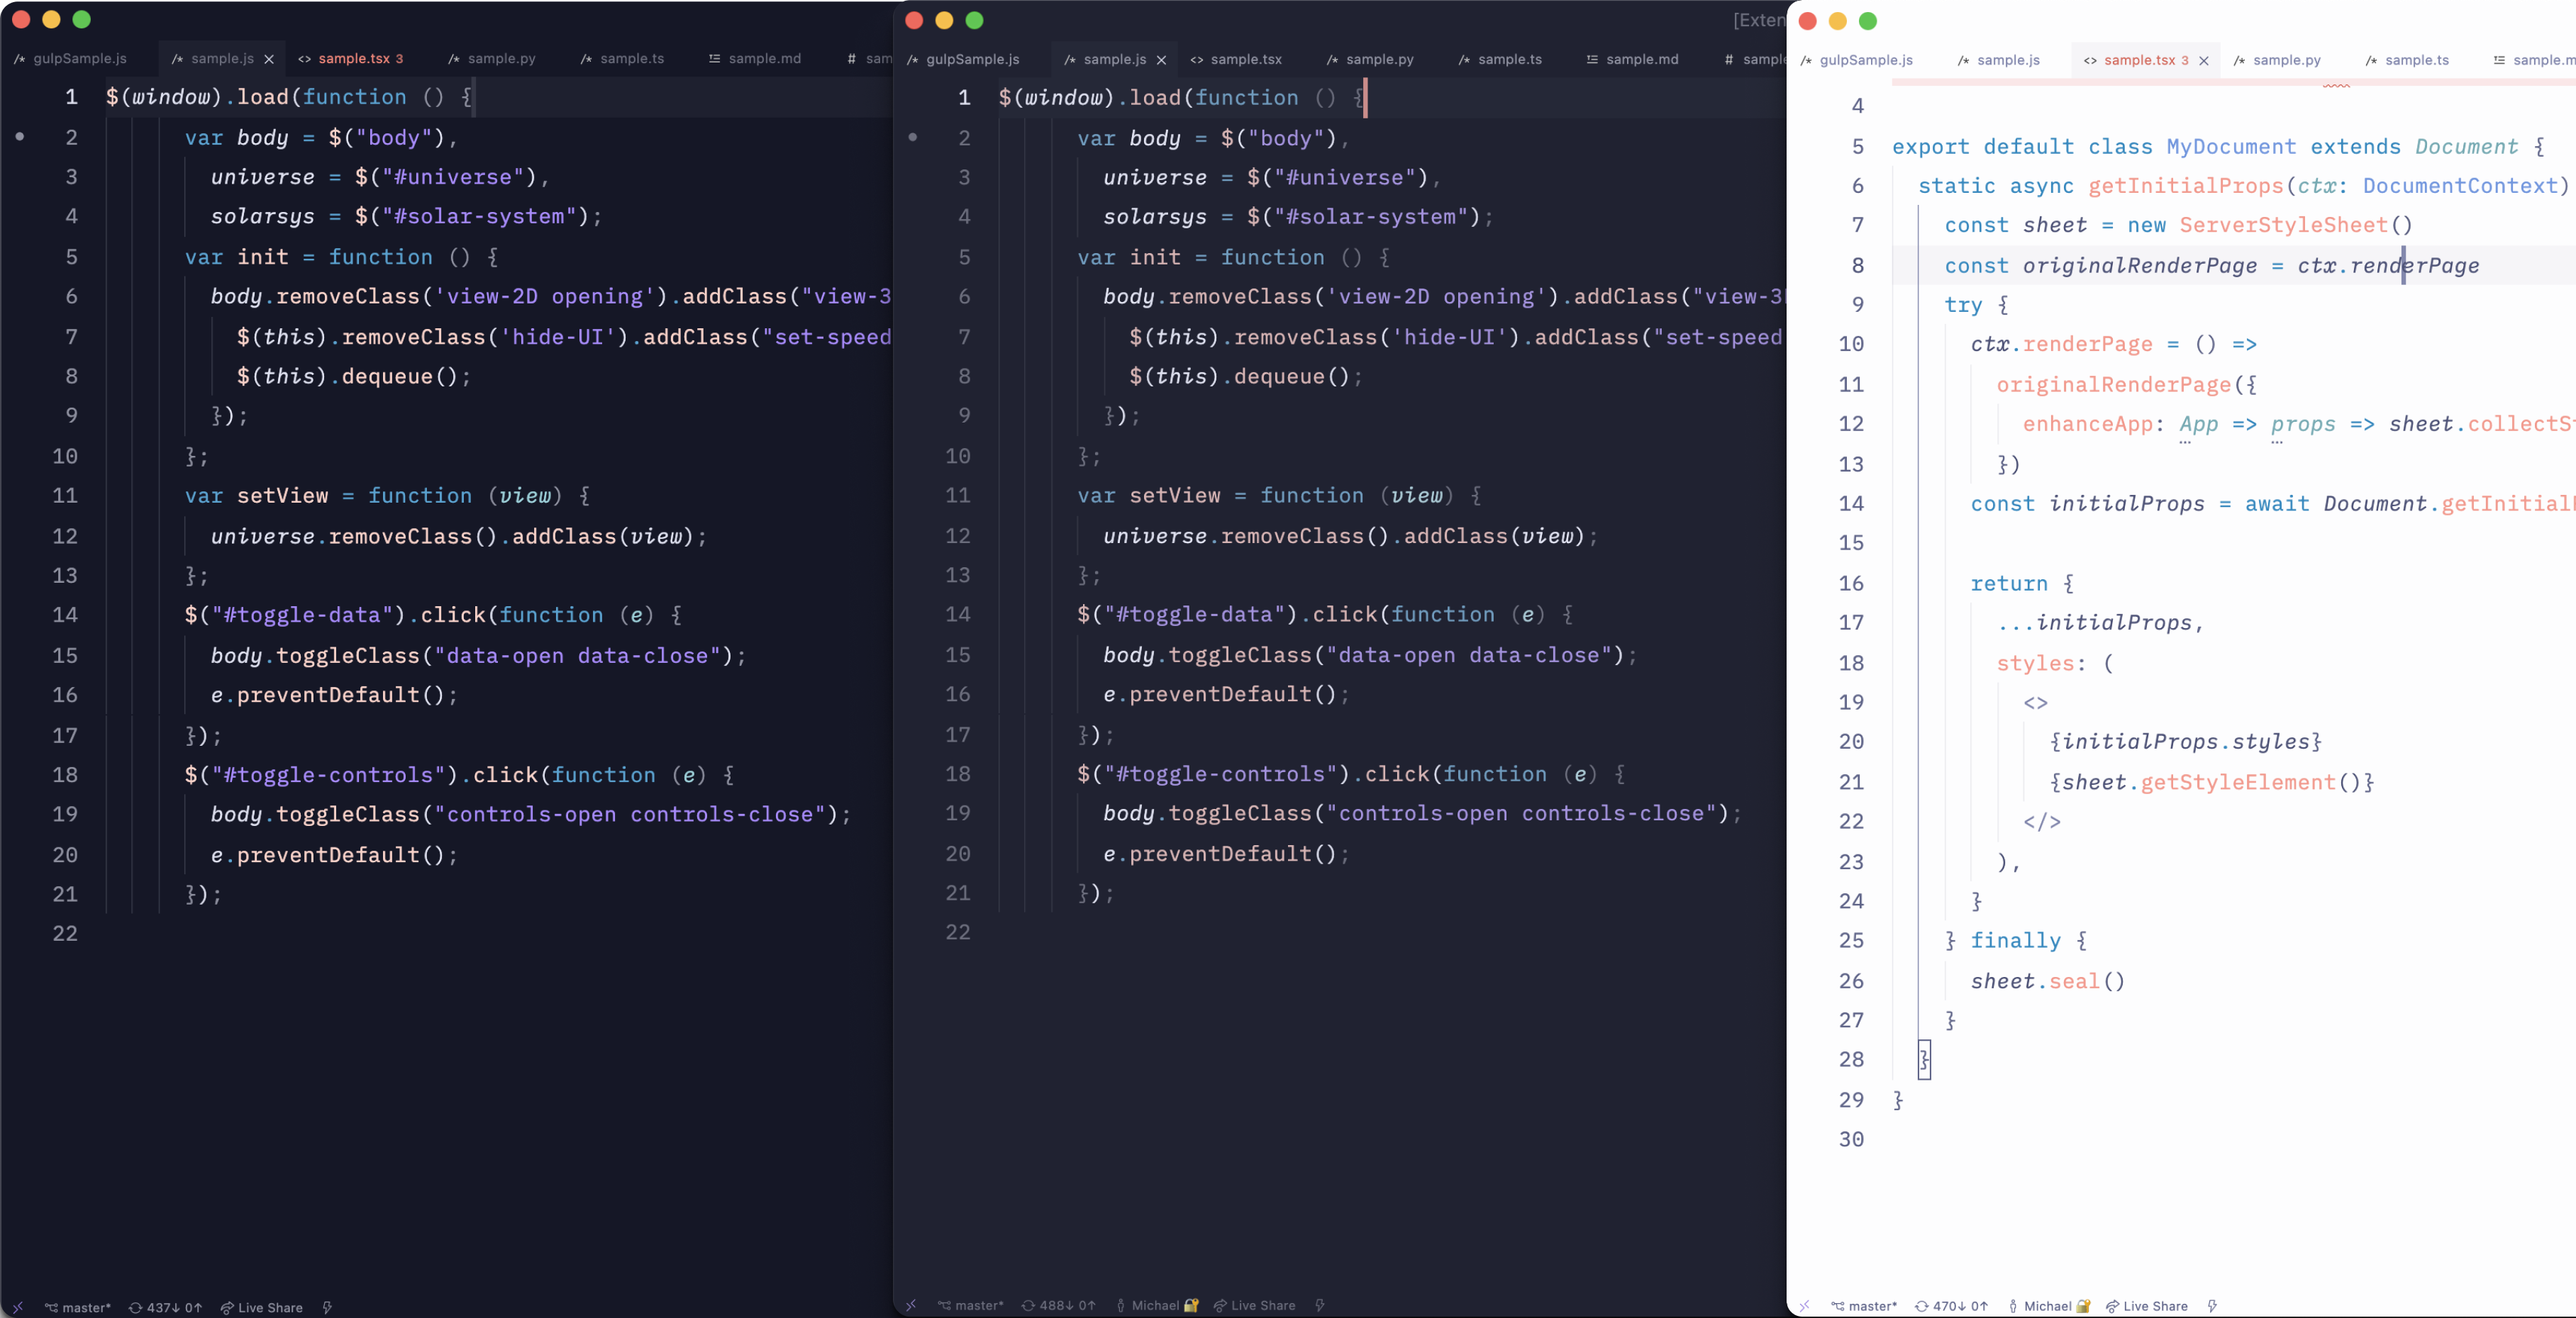 gulpSample.js sample.js sample.tsx 3 sample.py sample.ts sample.md # sam
1 $(window).load(function () {
2 var body = $("body"),
3 universe = $("#universe"),
4 solarsys = $("#solar-system");
5 var init = function () {
6 body.removeClass('view-2D opening').addClass("view-3
7 $(this).removeClass('hide-UI').addClass("set-speed
8 $(this).dequeue();
9 });
10 };
11 var setView = function (view) {
12 universe.removeClass().addClass(view);
13 };
14 $("#toggle-data").click(function (e) {
15 body.toggleClass("data-open data-close");
16 e.preventDefault();
17 });
18 $("#toggle-controls").click(function (e) {
19 body.toggleClass("controls-open controls-close");
20 e.preventDefault();
21 });
22
master* 437↓ 0↑ Live Share
[Exten
gulpSample.js sample.js sample.tsx sample.py sample.ts sample.md # sample
1 $(window).load(function () {
2 var body = $("body"),
3 universe = $("#universe"),
4 solarsys = $("#solar-system");
5 var init = function () {
6 body.removeClass('view-2D opening').addClass("view-3
7 $(this).removeClass('hide-UI').addClass("set-speed
8 $(this).dequeue();
9 });
10 };
11 var setView = function (view) {
12 universe.removeClass().addClass(view);
13 };
14 $("#toggle-data").click(function (e) {
15 body.toggleClass("data-open data-close");
16 e.preventDefault();
17 });
18 $("#toggle-controls").click(function (e) {
19 body.toggleClass("controls-open controls-close");
20 e.preventDefault();
21 });
22
master* 488↓ 0↑ Michael 🔐 Live Share
gulpSample.js sample.js <> sample.tsx 3 sample.py sample.ts sample.m
4
5 export default class MyDocument extends Document {
6 static async getInitialProps(ctx: DocumentContext)
7 const sheet = new ServerStyleSheet()
8 const originalRenderPage = ctx.renderPage
9 try {
10 ctx.renderPage = () =>
11 originalRenderPage({
12 enhanceApp: App => props => sheet.collectS
13 })
14 const initialProps = await Document.getInitial
15
16 return {
17 ...initialProps,
18 styles: (
19 <>
20 {initialProps.styles}
21 {sheet.getStyleElement()}
22 </>
23 ),
24 }
25 } finally {
26 sheet.seal()
27 }
28 }
29 }
30
master* 470↓ 0↑ Michael 🔐 Live Share